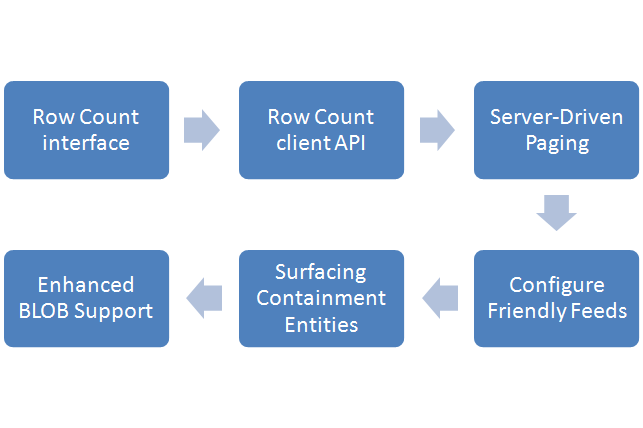 Row Count
interface
Row Count
client API
Server-Driven
Paging
Configure
Friendly Feeds
Surfacing
Containment
Entities
Enhanced
BLOB Support